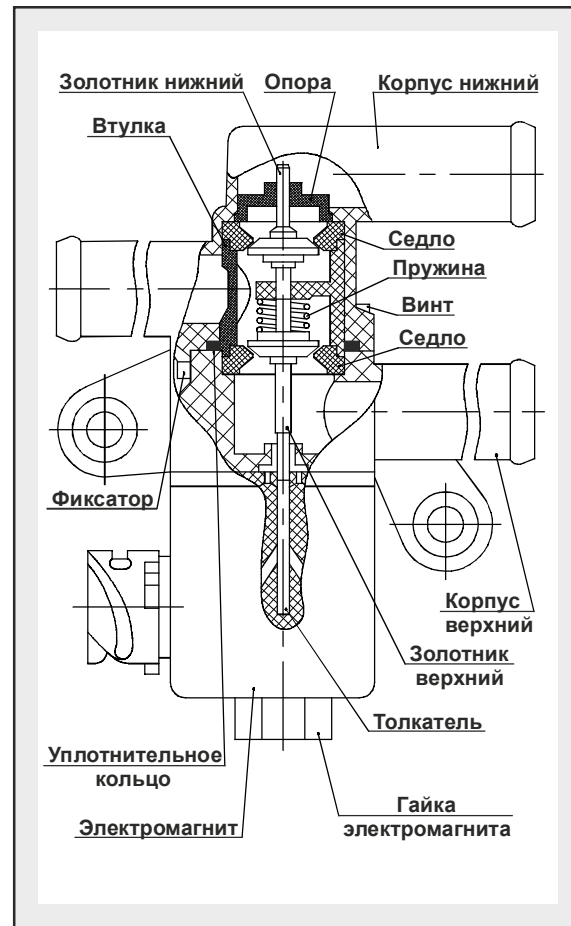 Золотник нижний
Опора
Корпус нижний
Втулка
Седло
Пружина
Винт
Седло
Фиксатор
Корпус
верхний
Золотник
верхний
Толкатель
Уплотнительное
кольцо
Гайка
электромагнита
Электромагнит